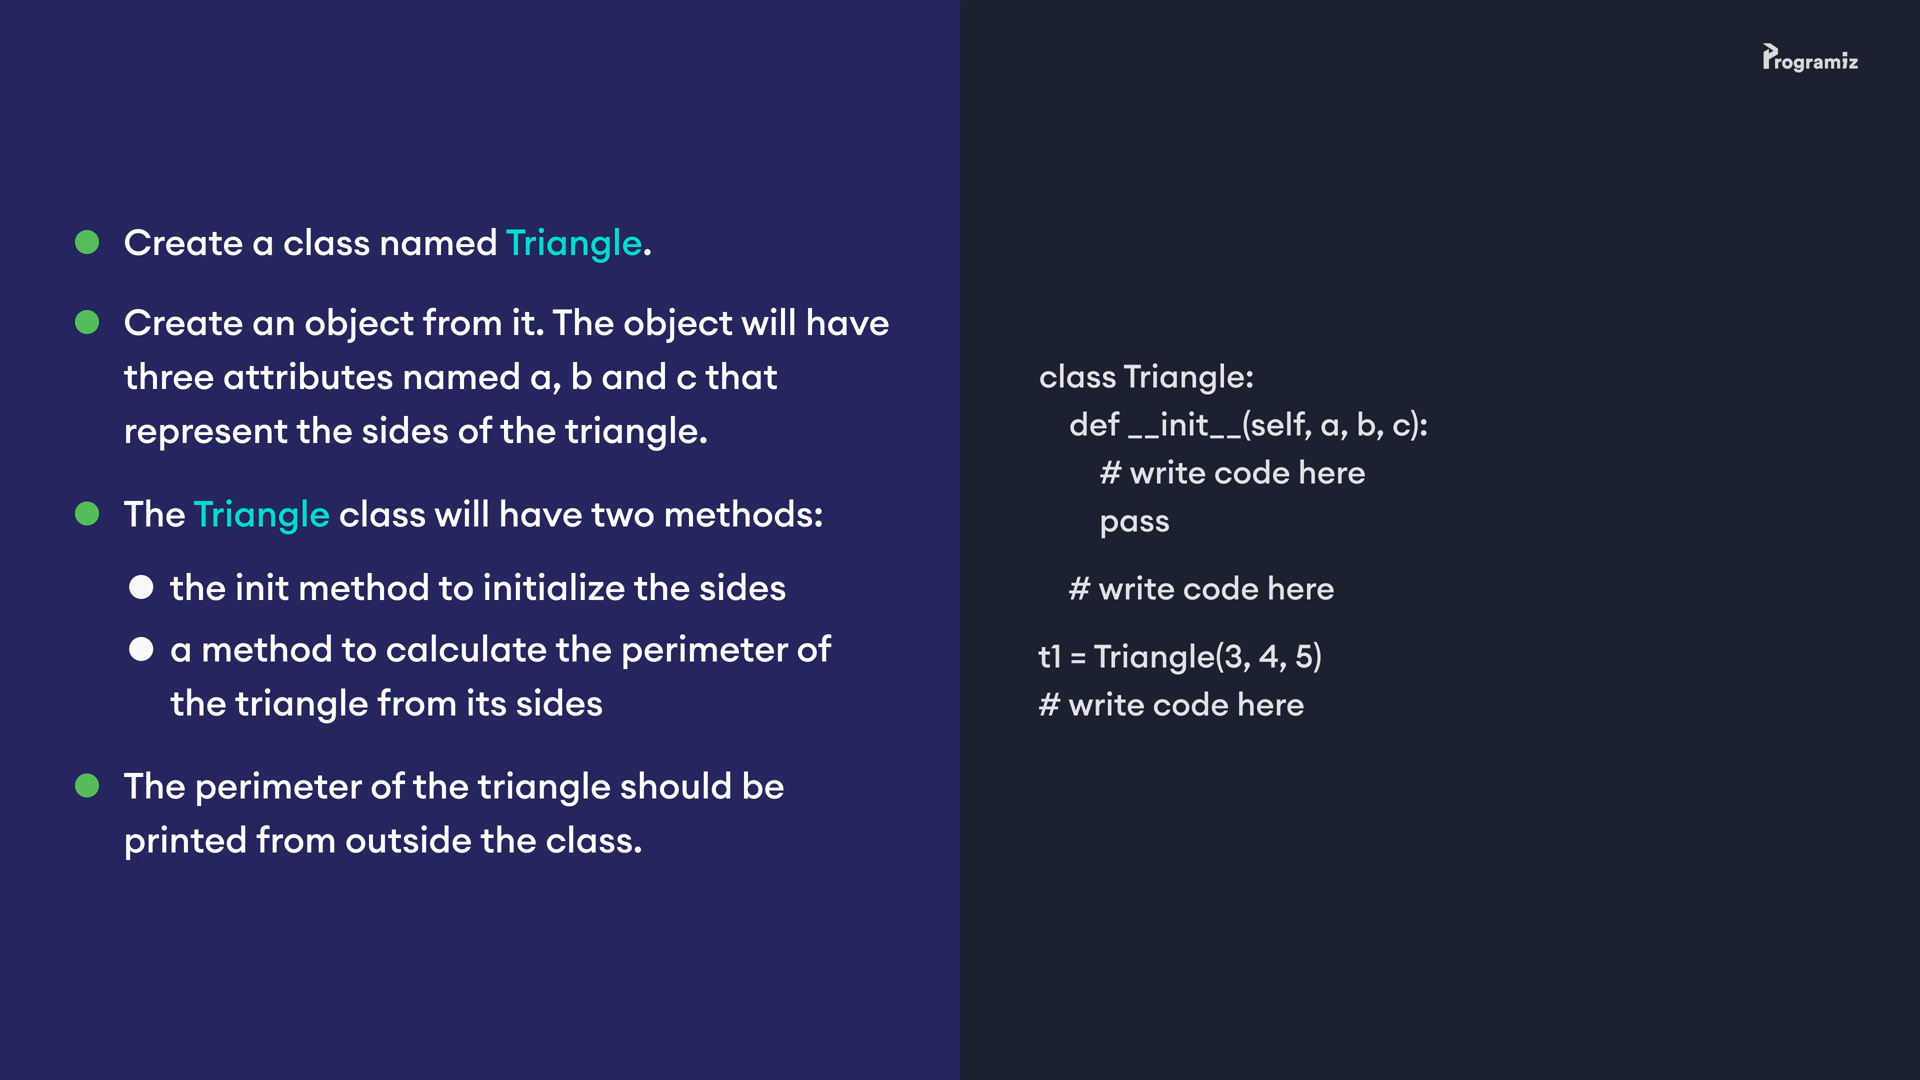 Programiz
Create a class named Triangle.
Create an object from it. The object will have
three attributes named a, b and c that
represent the sides of the triangle.
The Triangle class will have two methods:
the init method to initialize the sides
a method to calculate the perimeter of
the triangle from its sides
The perimeter of the triangle should be
printed from outside the class.
class Triangle:
def __init__(self, a, b, c):
# write code here
pass
# write code here
t1 = Triangle(3, 4, 5)
# write code here